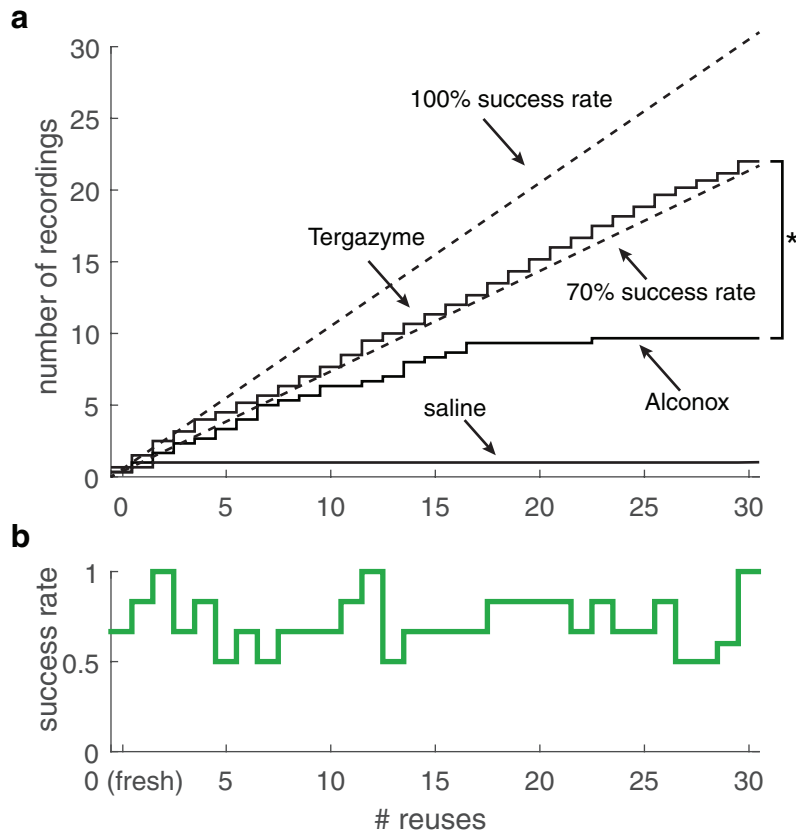 a
30
25
20
15
10
5
0
number of recordings
100% success rate
Tergazyme
70% success rate
*
Alconox
saline
0
5
10
15
20
25
30
b
1
0.5
0
success rate
0 (fresh)
5
10
15
20
25
30
# reuses